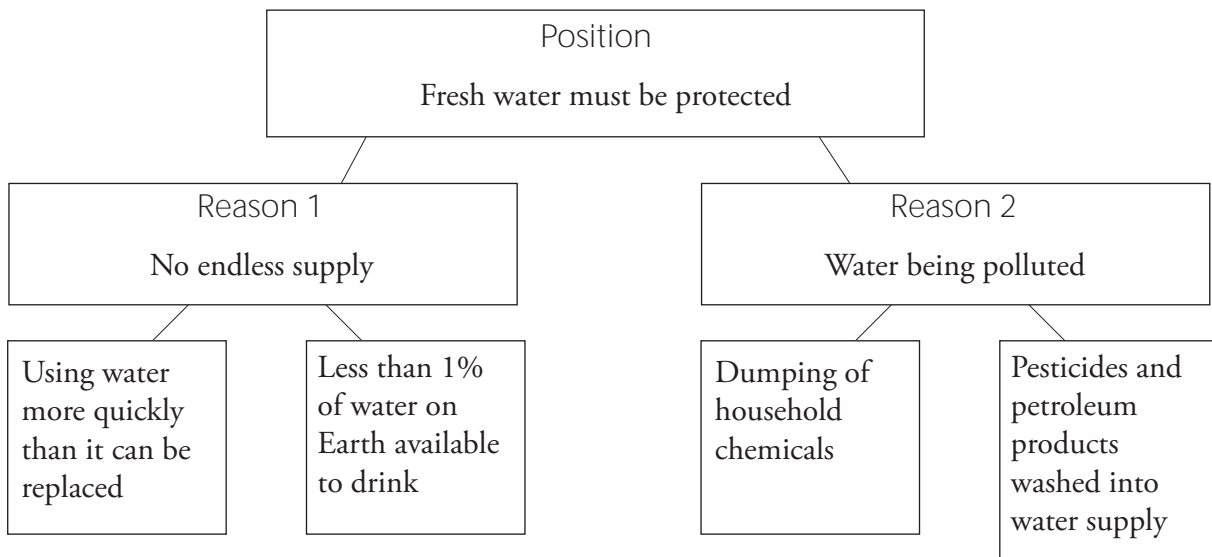 Position
Fresh water must be protected
Reason 1
No endless supply
Reason 2
Water being polluted
Using water
more quickly
than it can be
replaced
Less than 1%
of water on
Earth available
to drink
Dumping of
household
chemicals
Pesticides and
petroleum
products
washed into
water supply